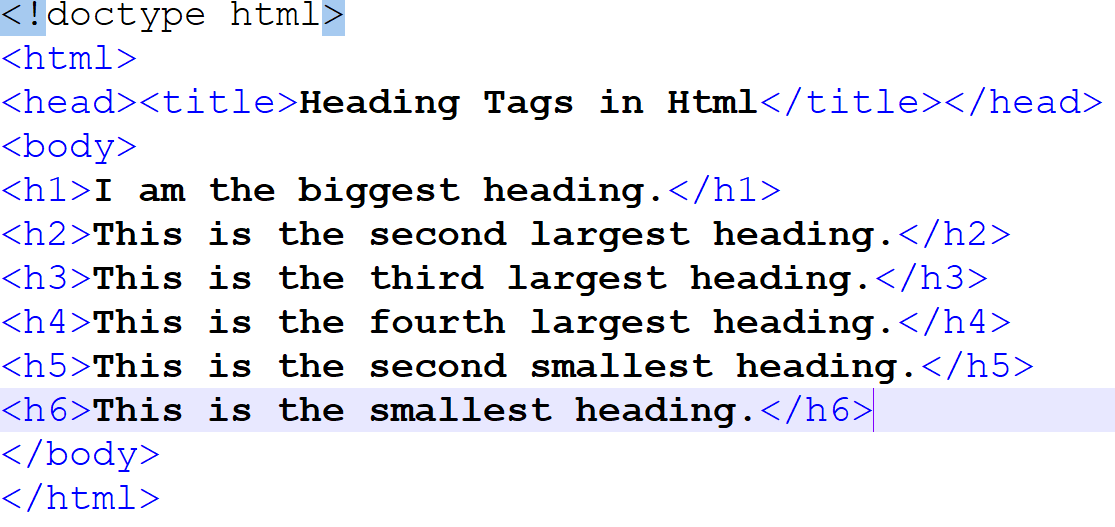 <!doctype html>
<html>
<head><title>Heading Tags in Html</title></head>
<body>
<h1>I am the biggest heading.</h1>
<h2>This is the second largest heading.</h2>
<h3>This is the third largest heading.</h3>
<h4>This is the fourth largest heading.</h4>
<h5>This is the second smallest heading.</h5>
<h6>This is the smallest heading.</h6>
</body>
</html>